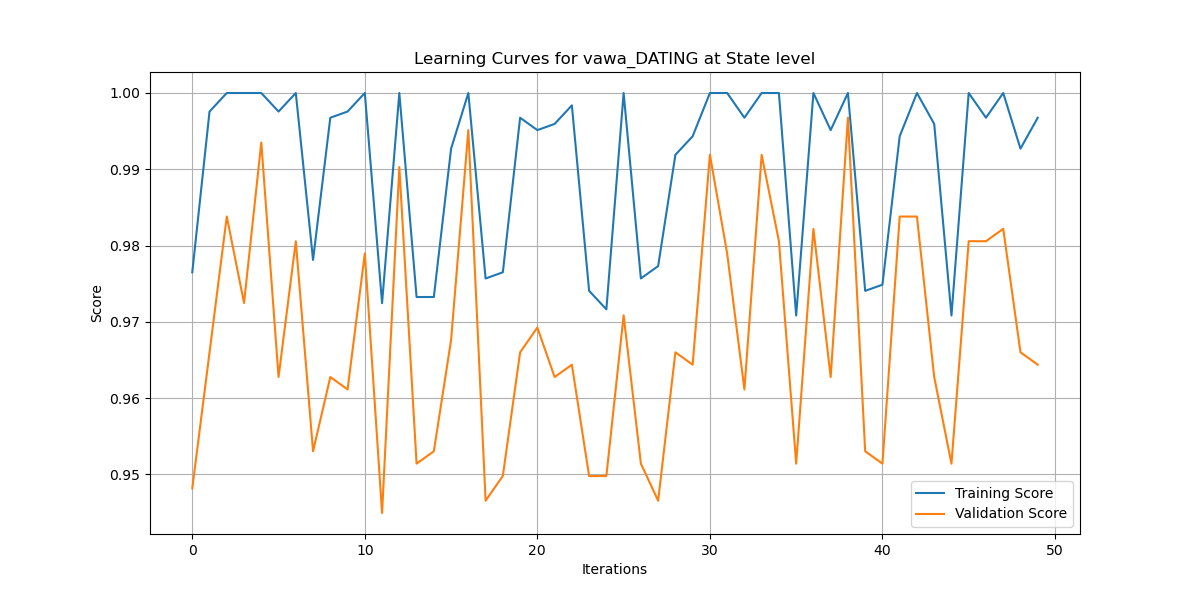 Learning Curves for vawa_DATING at State level
1.00
0.99
0.98
0.97
0.96
0.95
Score
0 10 20 30 40 50
Iterations
Training Score
Validation Score